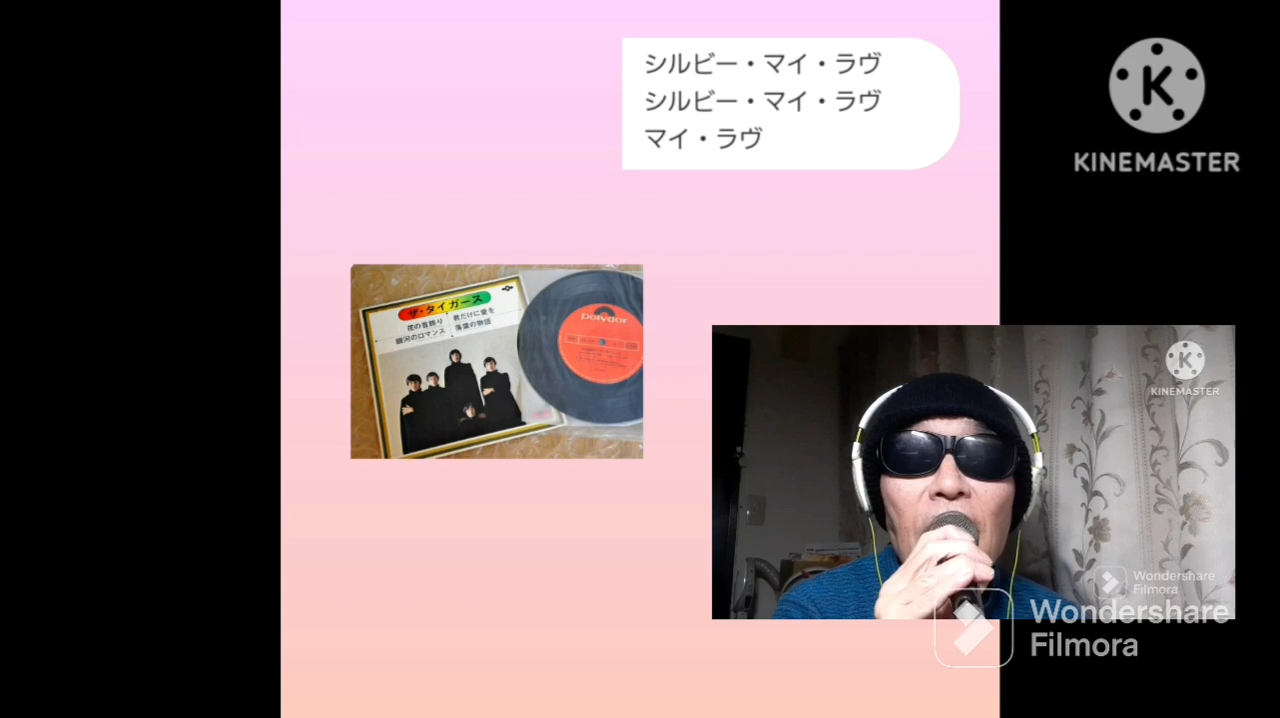 シルビー・マイ・ラヴ
シルビー・マイ・ラヴ
マイ・ラヴ
KINEMASTER
ザ・タイガース
花の首飾り
君だけに愛を
銀河のロマンス
落葉の物語
polydor
KINEMASTER
Wondershare
Filmora
Wondershare
Filmora